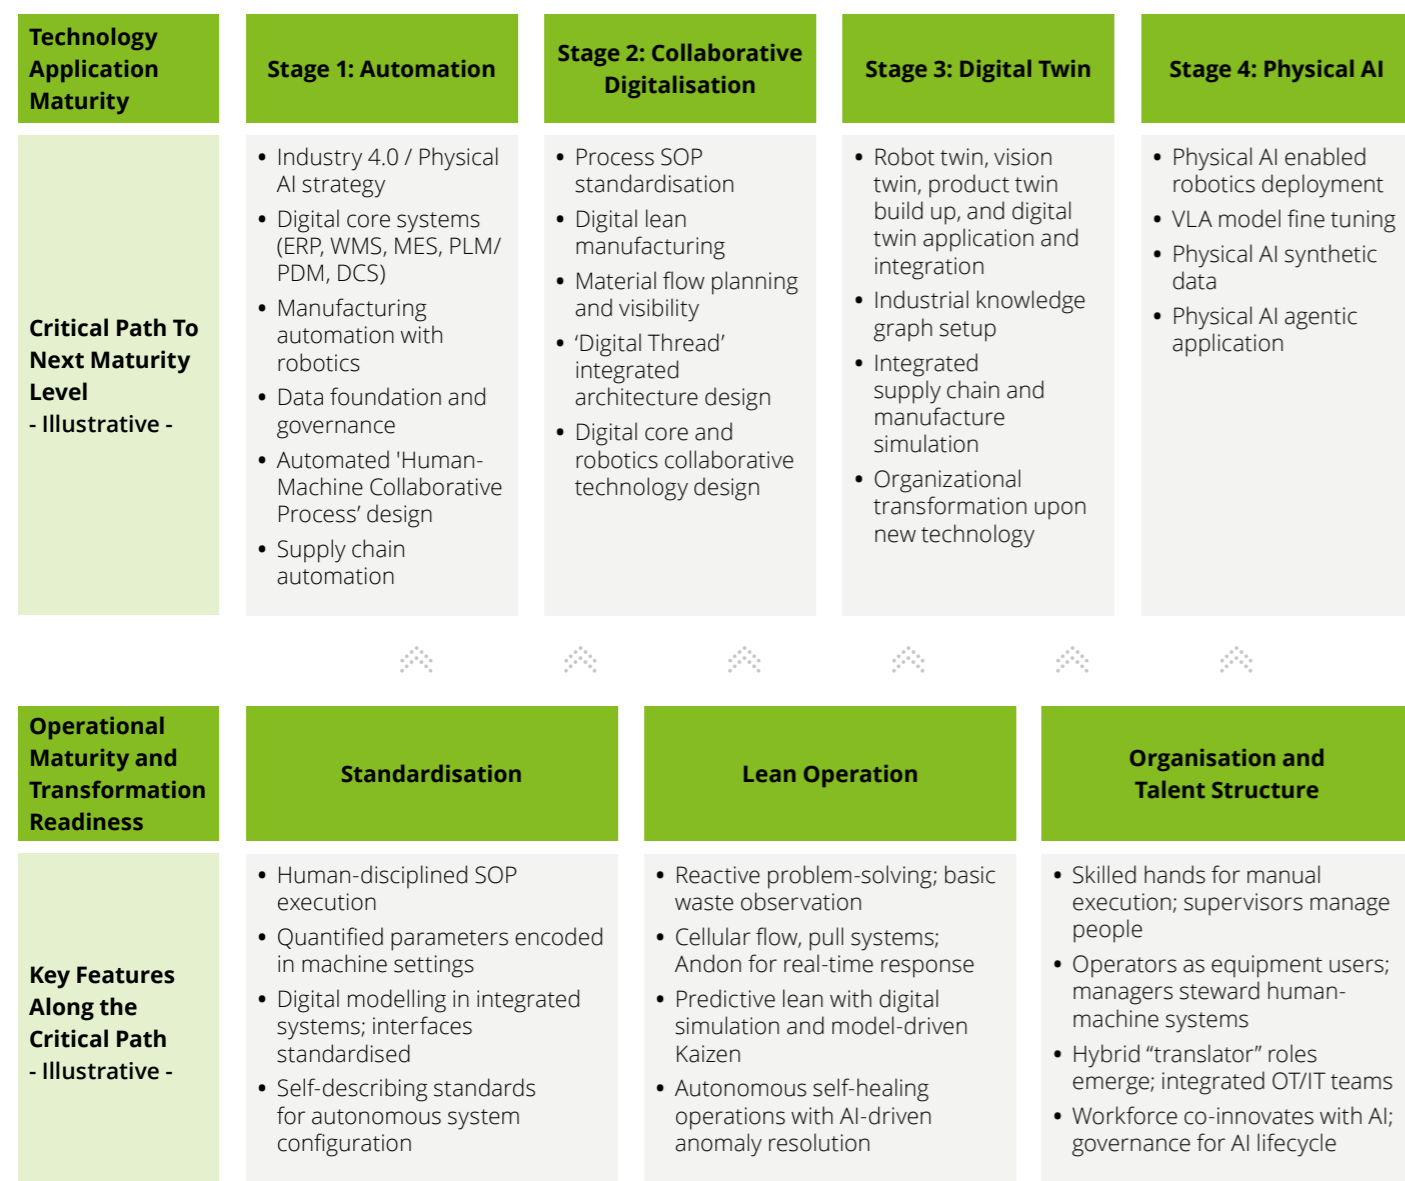 Technology
Application
Maturity
Stage 1: Automation
Stage 2: Collaborative
Digitalisation
Stage 3: Digital Twin
Stage 4: Physical AI
Critical Path To
Next Maturity
Level
- Illustrative -
• Industry 4.0 / Physical
AI strategy
• Digital core systems
(ERP, WMS, MES, PLM/
PDM, DCS)
• Manufacturing
automation with
robotics
• Data foundation and
governance
• Automated 'Human-
Machine Collaborative
Process’ design
• Supply chain
automation
• Process SOP
standardisation
• Digital lean
manufacturing
• Material flow planning
and visibility
• ‘Digital Thread’
integrated
architecture design
• Digital core and
robotics collaborative
technology design
• Robot twin, vision
twin, product twin
build up, and digital
twin application and
integration
• Industrial knowledge
graph setup
• Integrated
supply chain and
manufacture
simulation
• Organizational
transformation upon
new technology
• Physical AI enabled
robotics deployment
• VLA model fine tuning
• Physical AI synthetic
data
• Physical AI agentic
application
Operational
Maturity and
Transformation
Readiness
Standardisation
Lean Operation
Organisation and
Talent Structure
Key Features
Along the
Critical Path
- Illustrative -
• Human-disciplined SOP
execution
• Quantified parameters encoded
in machine settings
• Digital modelling in integrated
systems; interfaces
standardised
• Self-describing standards
for autonomous system
configuration
• Reactive problem-solving; basic
waste observation
• Cellular flow, pull systems;
Andon for real-time response
• Predictive lean with digital
simulation and model-driven
Kaizen
• Autonomous self-healing
operations with AI-driven
anomaly resolution
• Skilled hands for manual
execution; supervisors manage
people
• Operators as equipment users;
managers steward human-
machine systems
• Hybrid “translator” roles
emerge; integrated OT/IT teams
• Workforce co-innovates with AI;
governance for AI lifecycle